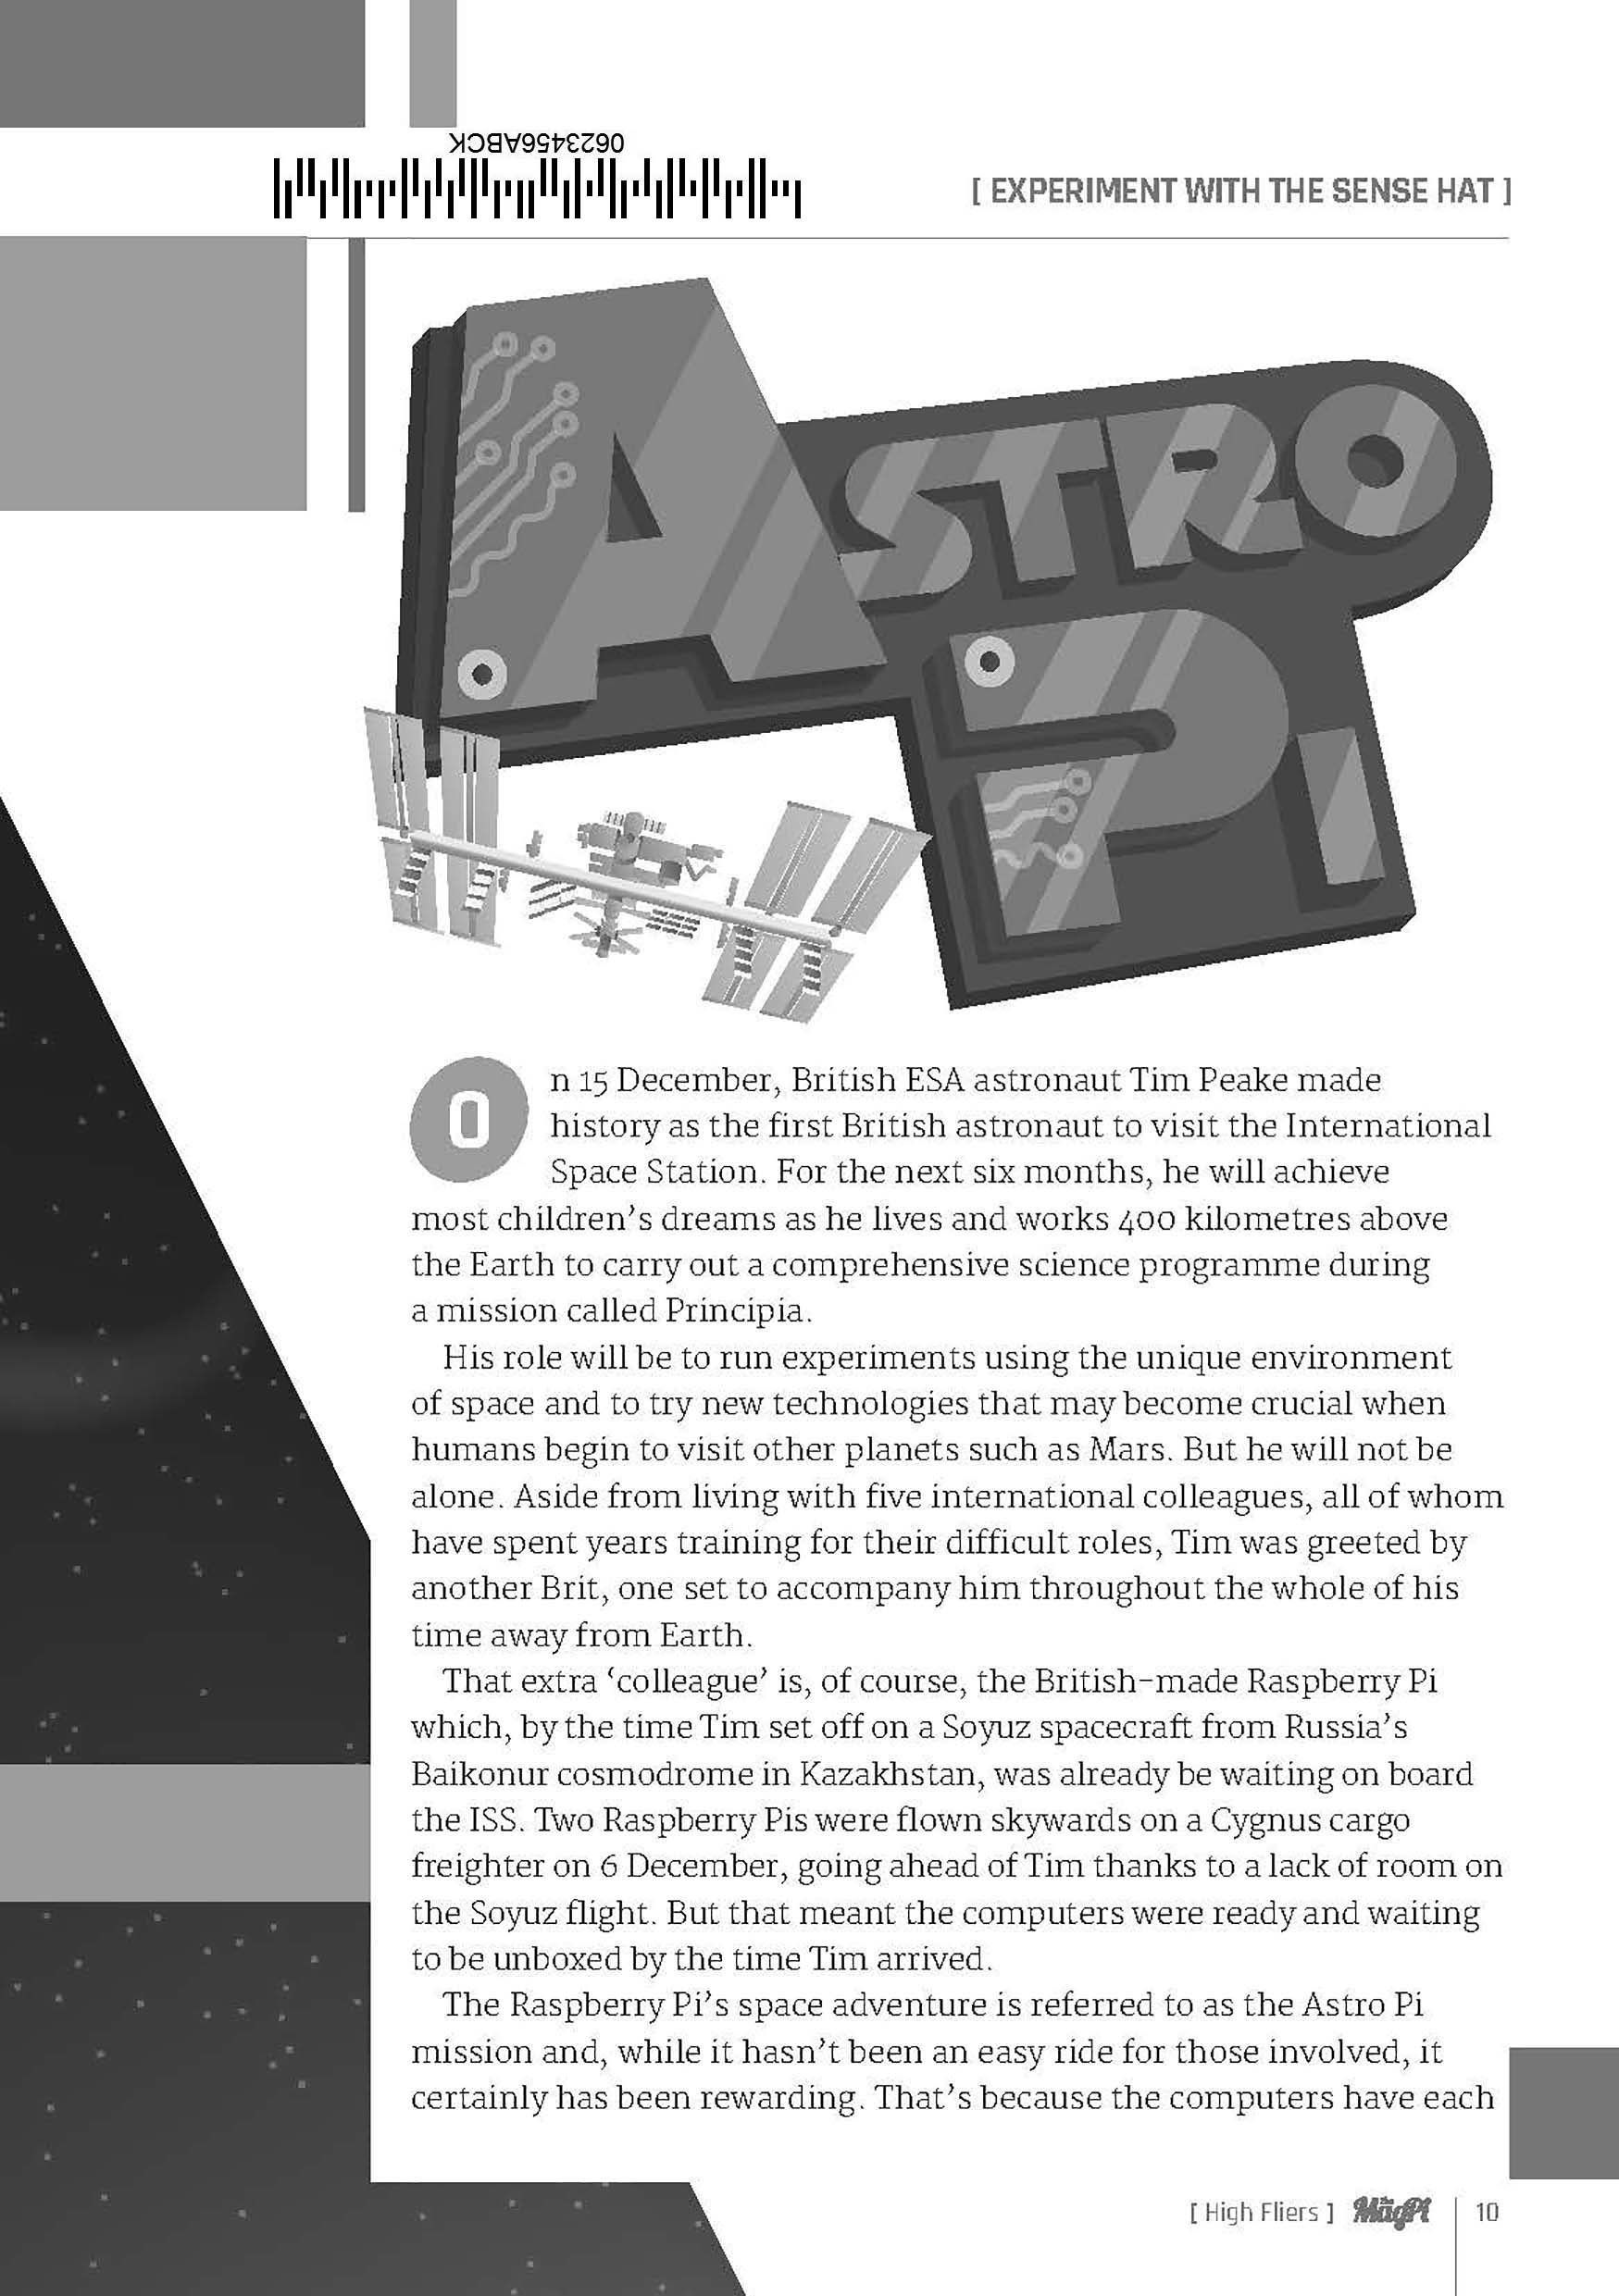 0623456ABCK
[ EXPERIMENT WITH THE SENSE HAT ]
ASTRO
PI
On 15 December, British ESA astronaut Tim Peake made
history as the first British astronaut to visit the International
Space Station. For the next six months, he will achieve
most children’s dreams as he lives and works 400 kilometres above
the Earth to carry out a comprehensive science programme during
a mission called Principia.
His role will be to run experiments using the unique environment
of space and to try new technologies that may become crucial when
humans begin to visit other planets such as Mars. But he will not be
alone. Aside from living with five international colleagues, all of whom
have spent years training for their difficult roles, Tim was greeted by
another Brit, one set to accompany him throughout the whole of his
time away from Earth.
That extra ‘colleague’ is, of course, the British-made Raspberry Pi
which, by the time Tim set off on a Soyuz spacecraft from Russia’s
Baikonur cosmodrome in Kazakhstan, was already be waiting on board
the ISS. Two Raspberry Pis were flown skywards on a Cygnus cargo
freighter on 6 December, going ahead of Tim thanks to a lack of room on
the Soyuz flight. But that meant the computers were ready and waiting
to be unboxed by the time Tim arrived.
The Raspberry Pi’s space adventure is referred to as the Astro Pi
mission and, while it hasn’t been an easy ride for those involved, it
certainly has been rewarding. That’s because the computers have each
[ High Fliers ] The MagPi 10